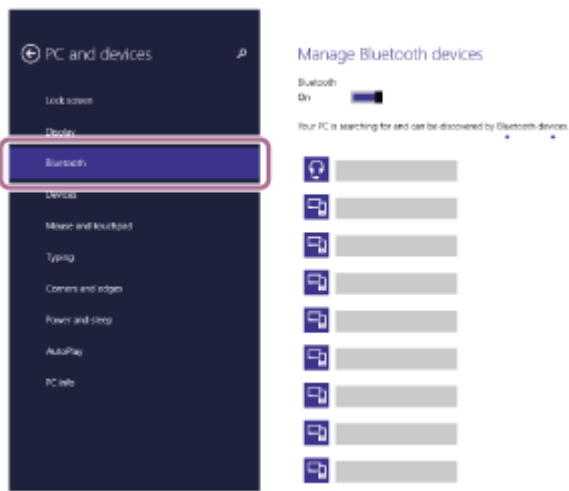 PC and devices
Lock screen
Display
Bluetooth
Devices
Mouse and touchpad
Typing
Corners and edges
Power and sleep
AutoPlay
PC info
Manage Bluetooth devices
Bluetooth
On
Your PC is searching for and can be discovered by Bluetooth devices.